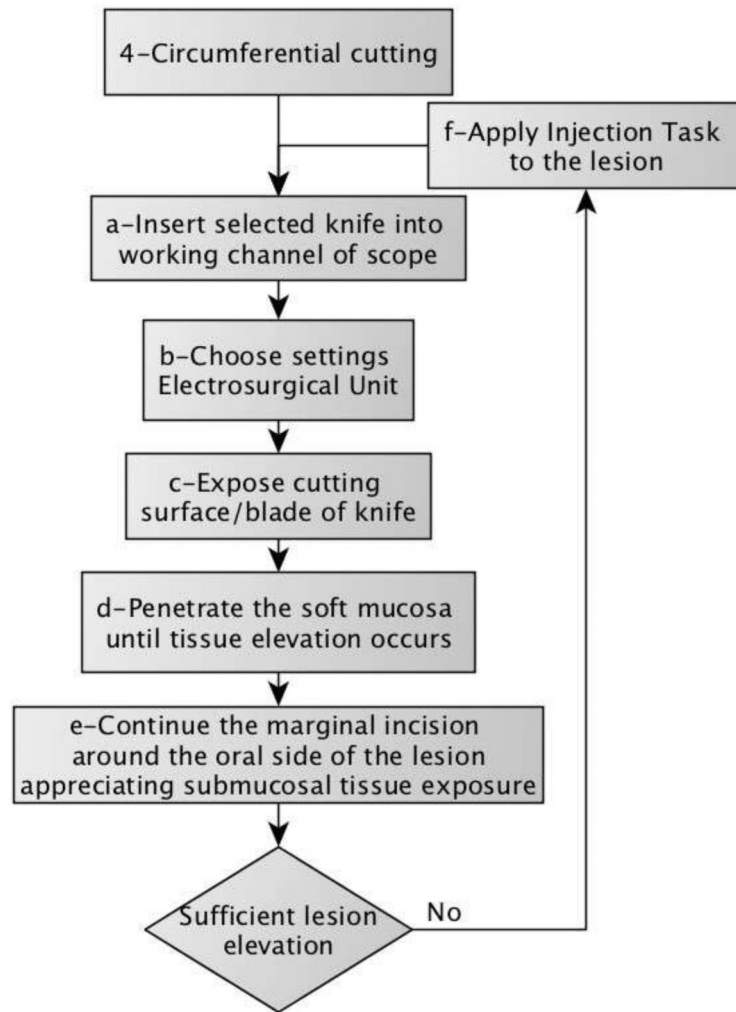 4-Circumferential cutting
f-Apply Injection Task
to the lesion
a-Insert selected knife into
working channel of scope
b-Choose settings
Electrosurgical Unit
c-Expose cutting
surface/blade of knife
d-Penetrate the soft mucosa
until tissue elevation occurs
e-Continue the marginal incision
around the oral side of the lesion
appreciating submucosal tissue exposure
Sufficient lesion
elevation
No